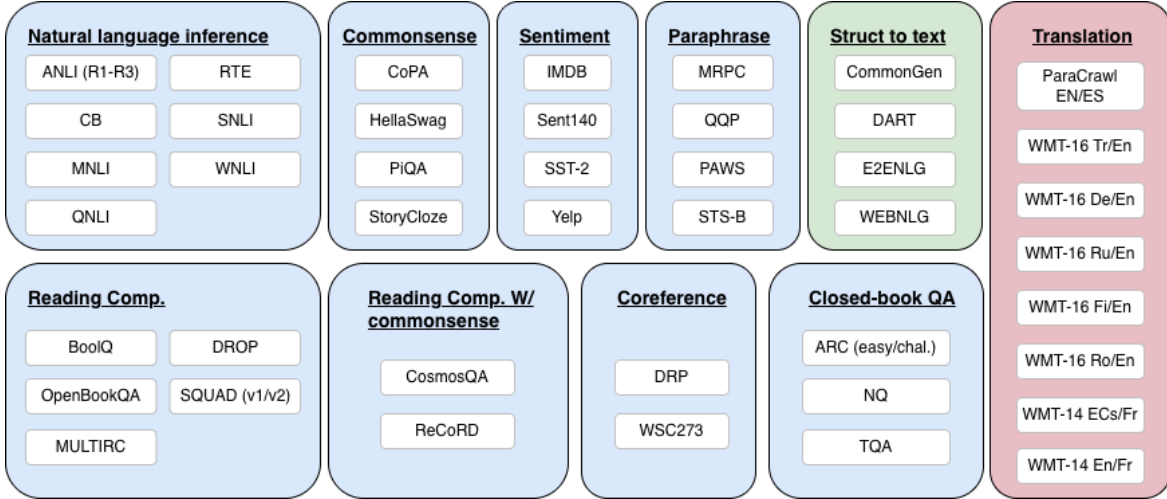 Natural language inference
ANLI (R1-R3)
RTE
CB
SNLI
MNLI
WNLI
QNLI
Commonsense
CoPA
HellaSwag
PiQA
StoryCloze
Sentiment
IMDB
Sent140
SST-2
Yelp
Paraphrase
MRPC
QQP
PAWS
STS-B
Struct to text
CommonGen
DART
E2ENLG
WEBNLG
Translation
ParaCrawl
EN/ES
WMT-16 Tr/En
WMT-16 De/En
WMT-16 Ru/En
WMT-16 Fi/En
WMT-16 Ro/En
WMT-14 ECs/Fr
WMT-14 En/Fr
Reading Comp.
BoolQ
DROP
OpenBookQA
SQUAD (v1/v2)
MULTIRC
Reading Comp. W/
commonsense
CosmosQA
ReCoRD
Coreference
DRP
WSC273
Closed-book QA
ARC (easy/chal.)
NQ
TQA